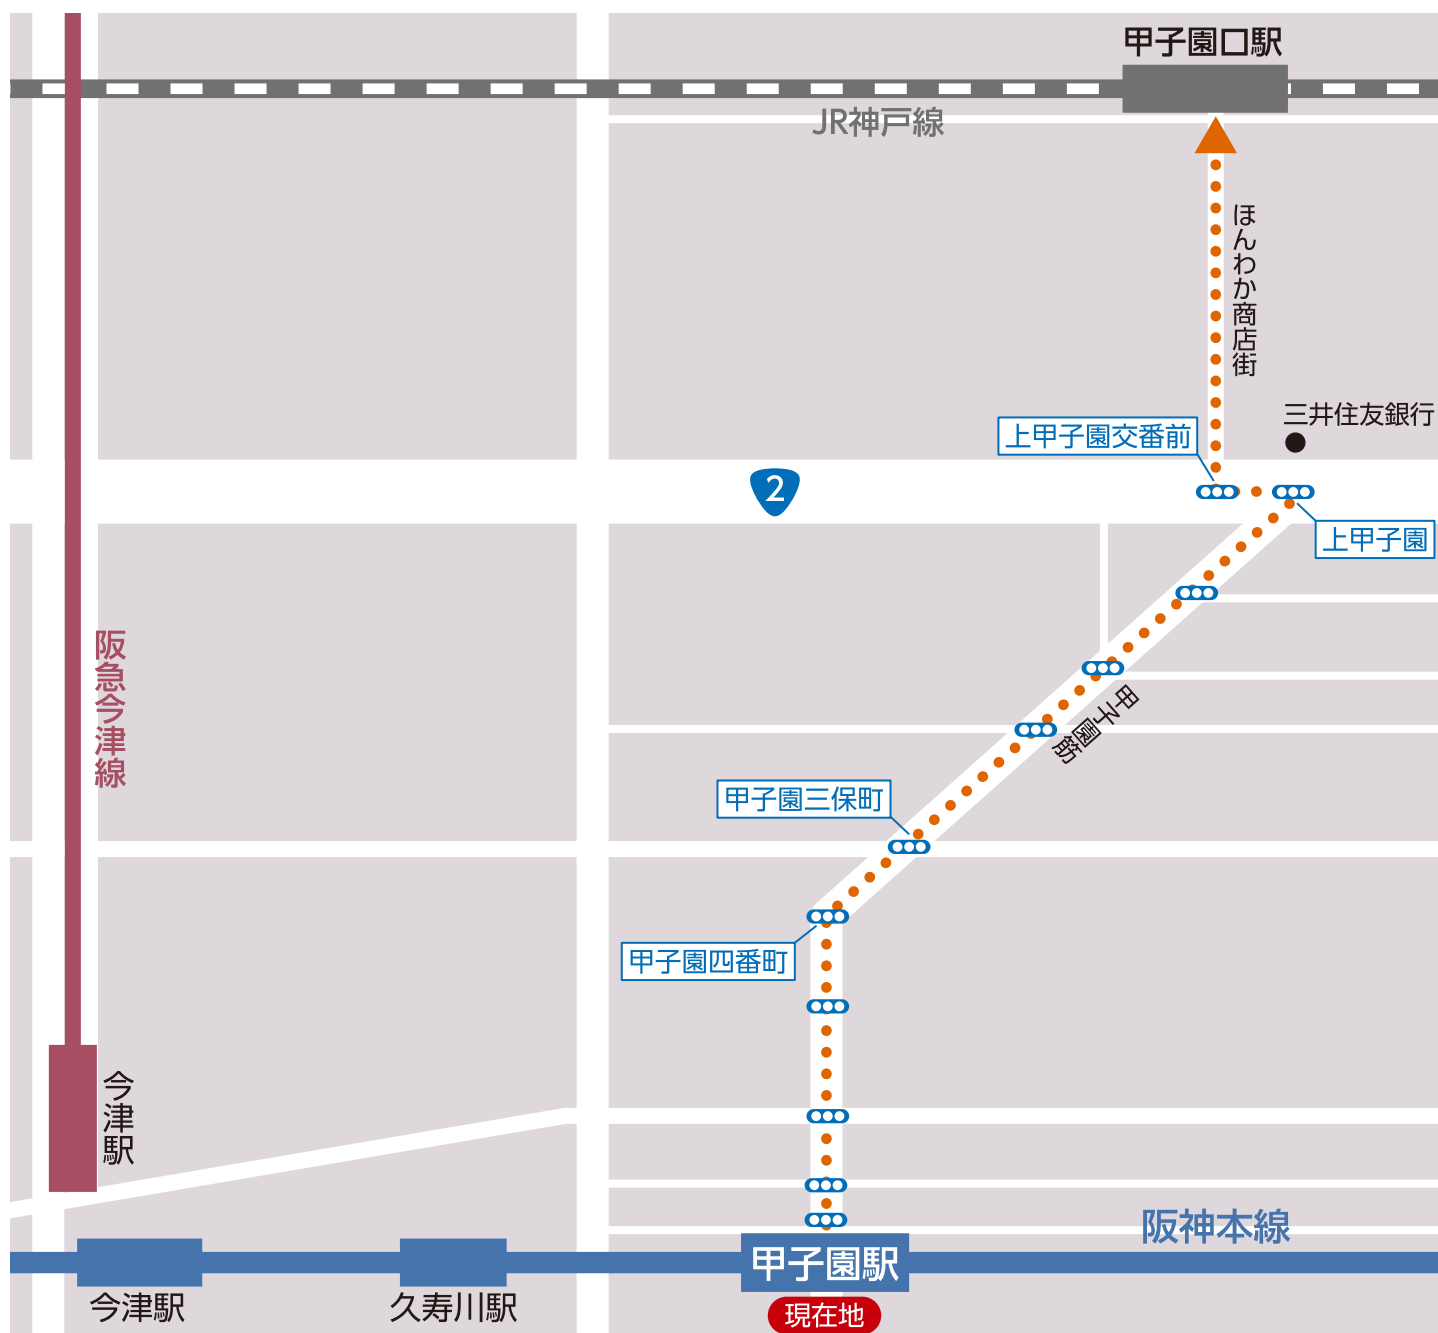 甲子園口駅
JR神戸線
ほんわか商店街
三井住友銀行
上甲子園交番前
2
上甲子園
阪急今津線
甲子園筋
甲子園三保町
甲子園四番町
今津駅
阪神本線
甲子園駅
今津駅
久寿川駅
現在地